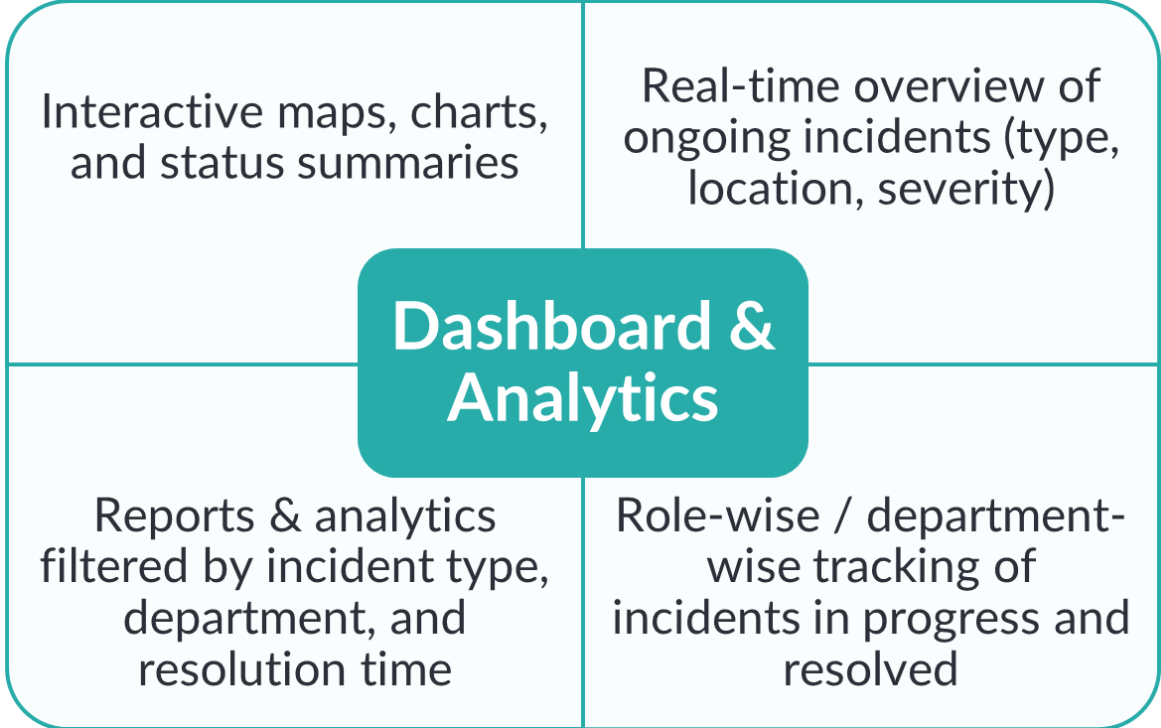 Interactive maps, charts,
and status summaries
Real-time overview of
ongoing incidents (type,
location, severity)
Dashboard &
Analytics
Reports & analytics
filtered by incident type,
department, and
resolution time
Role-wise / department-
wise tracking of
incidents in progress and
resolved